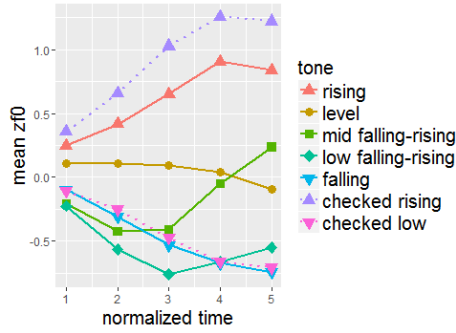 mean zf0
1.0
0.5
0.0
-0.5
1 2 3 4 5
normalized time
tone
rising
level
mid falling-rising
low falling-rising
falling
checked rising
checked low